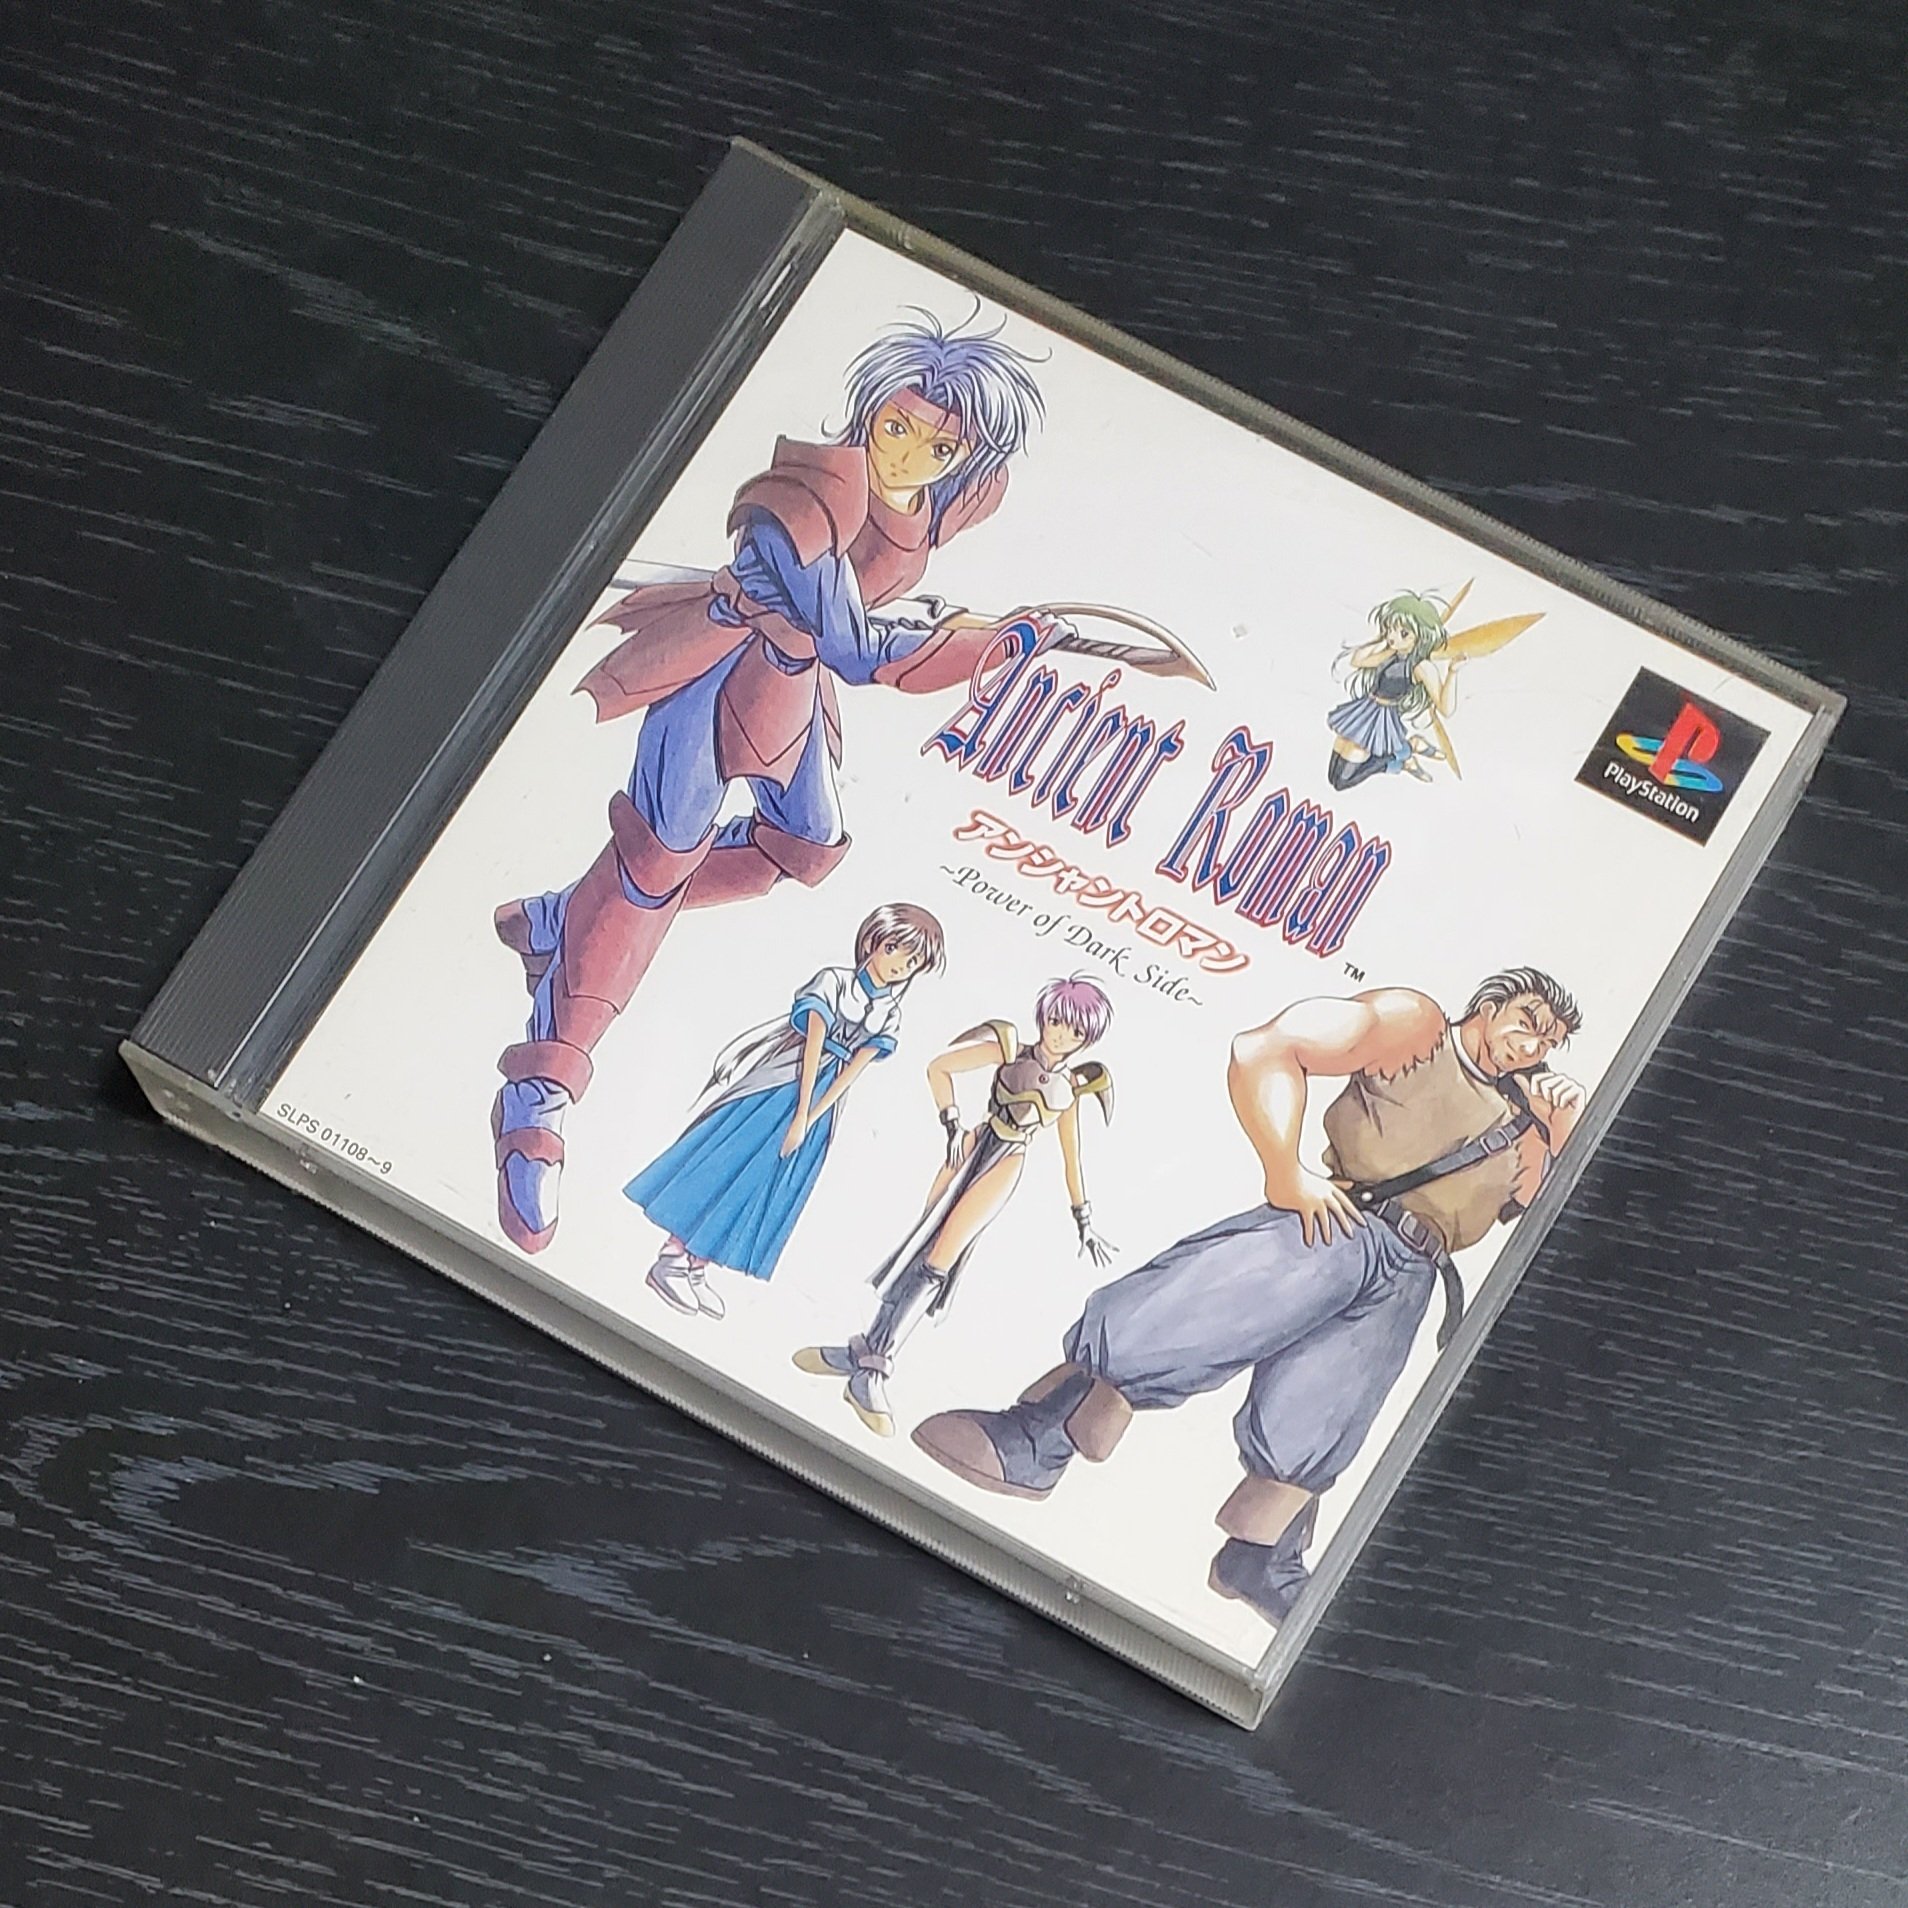 Ancient Roman
TM
アンシャントロマン
~Power of Dark Side~
PlayStation
SLPS 01108~9